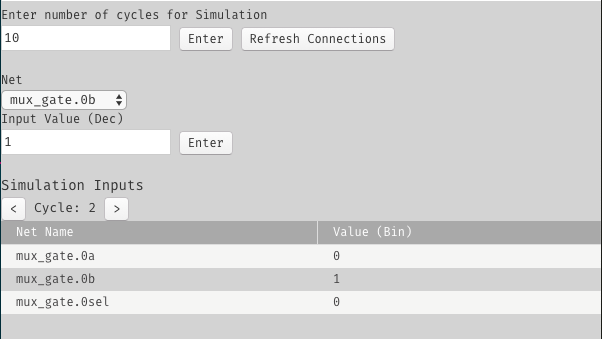 Enter number of cycles for Simulation
10 Enter Refresh Connections
Net
mux_gate.0b
Input Value (Dec)
1 Enter
Simulation Inputs
< Cycle: 2 >
Net Name Value (Bin)
mux_gate.0a 0
mux_gate.0b 1
mux_gate.0sel 0